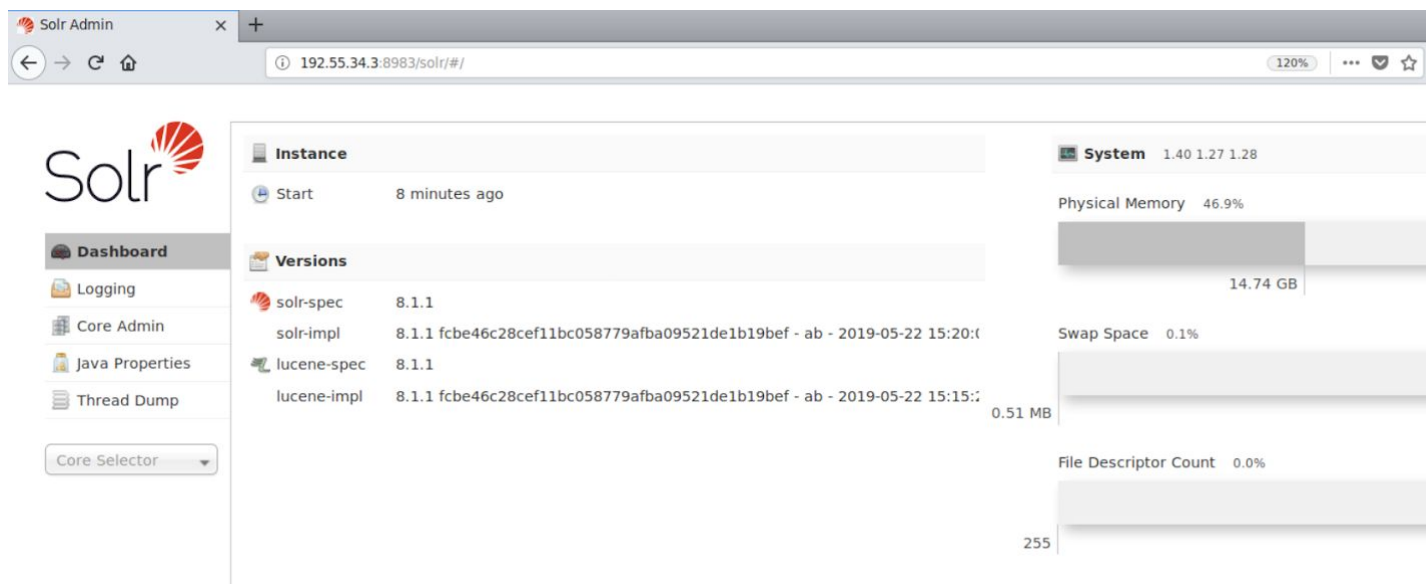 Solr Admin
192.55.34.3:8983/solr/#/
120%
Solr
Dashboard
Logging
Core Admin
Java Properties
Thread Dump
Core Selector
Instance
Start 8 minutes ago
Versions
solr-spec 8.1.1
solr-impl 8.1.1 fcbe46c28cef11bc058779afba09521de1b19bef - ab - 2019-05-22 15:20:
lucene-spec 8.1.1
lucene-impl 8.1.1 fcbe46c28cef11bc058779afba09521de1b19bef - ab - 2019-05-22 15:15:
System 1.40 1.27 1.28
Physical Memory 46.9%
14.74 GB
Swap Space 0.1%
0.51 MB
File Descriptor Count 0.0%
255